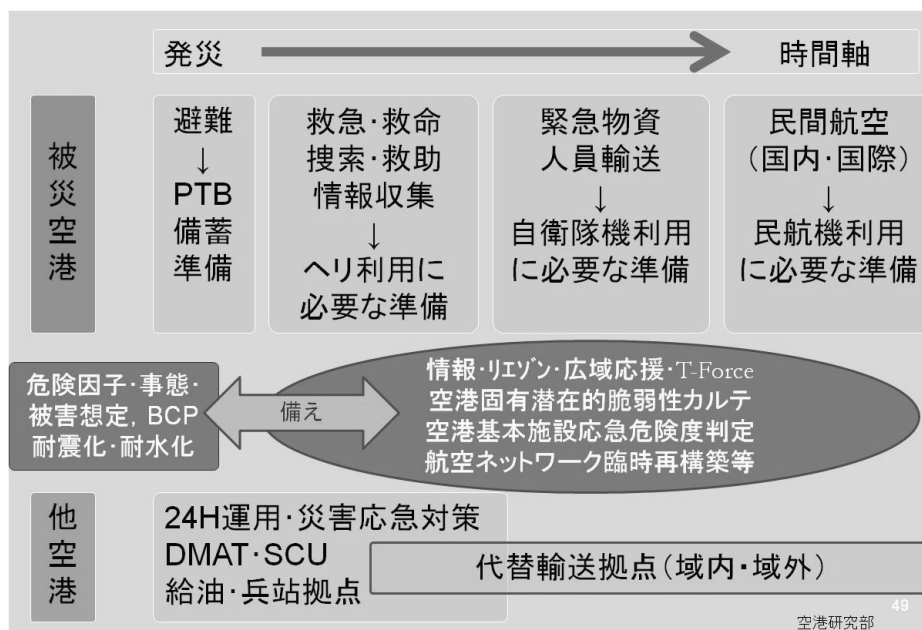 発災
時間軸
被災空港
避難
↓
PTB
備蓄
準備
救急・救命
捜索・救助
情報収集
↓
ヘリ利用に
必要な準備
緊急物資
人員輸送
↓
自衛隊機利用
に必要な準備
民間航空
（国内・国際）
↓
民航機利用
に必要な準備
危険因子・事態・
被害想定，BCP
耐震化・耐水化
備え
情報・リエゾン・広域応援・T-Force
空港固有潜在的脆弱性カルテ
空港基本施設応急危険度判定
航空ネットワーク臨時再構築等
他空港
24H運用・災害応急対策
DMAT・SCU
給油・兵站拠点
代替輸送拠点（域内・域外）
49
空港研究部